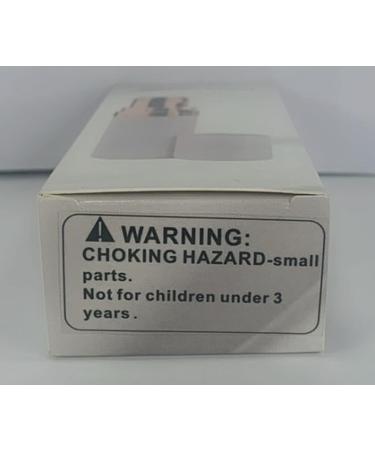 ⚠ WARNING:
CHOKING HAZARD-small
parts.
Not for children under 3
years .